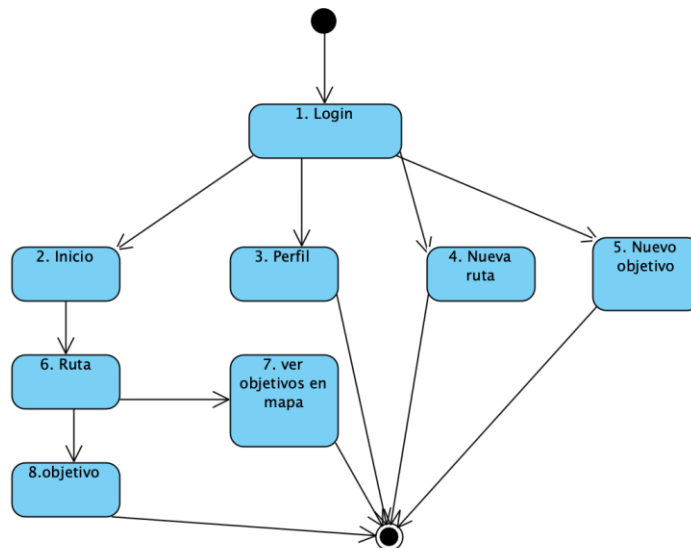 1. Login
2. Inicio
3. Perfil
4. Nueva
ruta
5. Nuevo
objetivo
6. Ruta
7. ver
objetivos en
mapa
8.objetivo